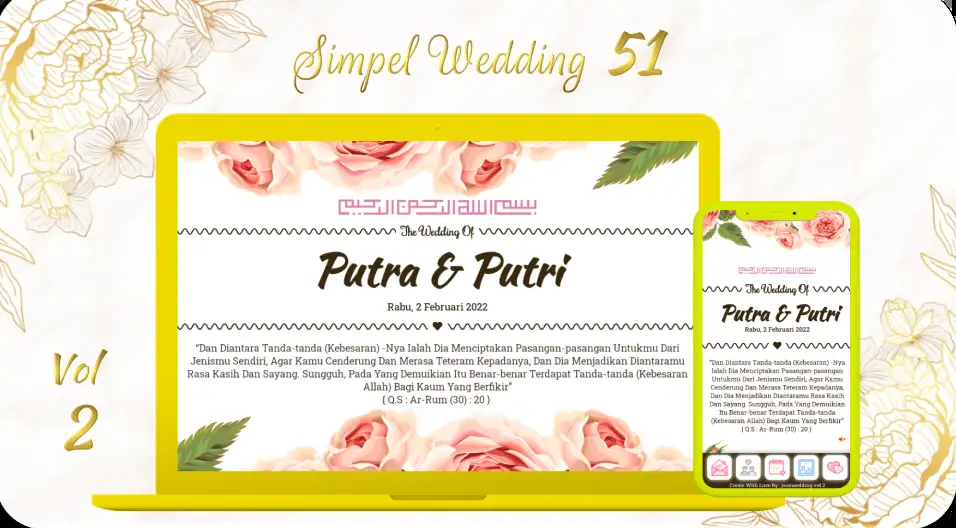 Simpel Wedding 51
بسم الله الرحمن الرحيم
The Wedding Of
Putra & Putri
Rabu, 2 Februari 2022
“Dan Diantara Tanda-tanda (Kebesaran) -Nya Ialah Dia Menciptakan Pasangan-pasangan Untukmu Dari
Jenismu Sendiri, Agar Kamu Cenderung Dan Merasa Teteram Kepadanya, Dan Dia Menjadikan Diantaramu
Rasa Kasih Dan Sayang. Sungguh, Pada Yang Demuikian Itu Benar-benar Terdapat Tanda-tanda (Kebesaran
Allah) Bagi Kaum Yang Berfikir”
( Q.S : Ar-Rum (30) : 20 )
Vol
2
بسم الله الرحمن الرحيم
The Wedding Of
Putra & Putri
Rabu, 2 Februari 2022
“Dan Diantara Tanda-tanda (Kebesaran) -Nya
Ialah Dia Menciptakan Pasangan-pasangan
Untukmu Dari Jenismu Sendiri, Agar Kamu
Cenderung Dan Merasa Teteram Kepadanya,
Dan Dia Menjadikan Diantaramu Rasa Kasih
Dan Sayang. Sungguh, Pada Yang Demuikian
Itu Benar-benar Terdapat Tanda-tanda
(Kebesaran Allah) Bagi Kaum Yang Berfikir”
( Q.S : Ar-Rum (30) : 20 )
Create With Love By : vol 2